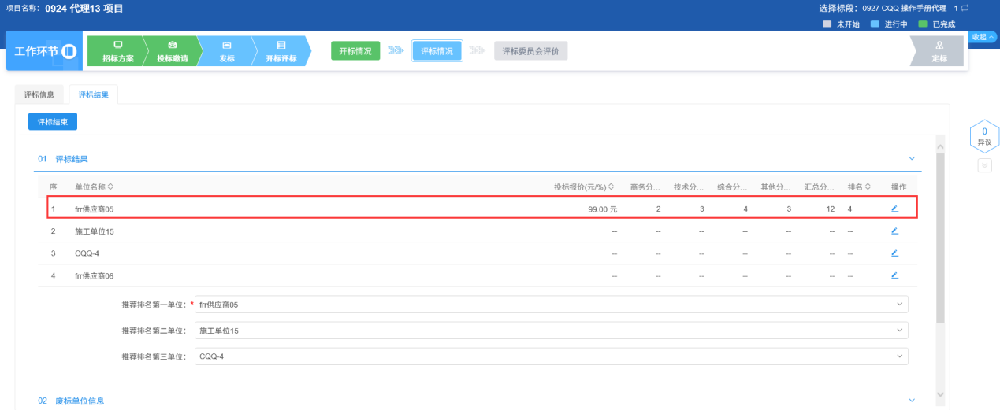 项目名称: 0924 代理13 项目
选择标段: 0927 CQQ 操作手册代理 --1
未开始 进行中 已完成
收起
工作环节 招标方案 投标邀请 发标 开标评标 开标情况 评标情况 评标委员会评价 定标
评标信息 评标结果
评标结束
0
异议
01 评标结果
序 单位名称 投标报价(元/%) 商务分... 技术分... 综合分... 其他分... 汇总分... 排名 操作
1 frr供应商05 99.00 元 2 3 4 3 12 4
2 施工单位15 -- -- -- -- -- -- --
3 CQQ-4 -- -- -- -- -- -- --
4 frr供应商06 -- -- -- -- -- -- --
推荐排名第一单位: * frr供应商05
推荐排名第二单位: 施工单位15
推荐排名第三单位: CQQ-4
02 废标单位信息